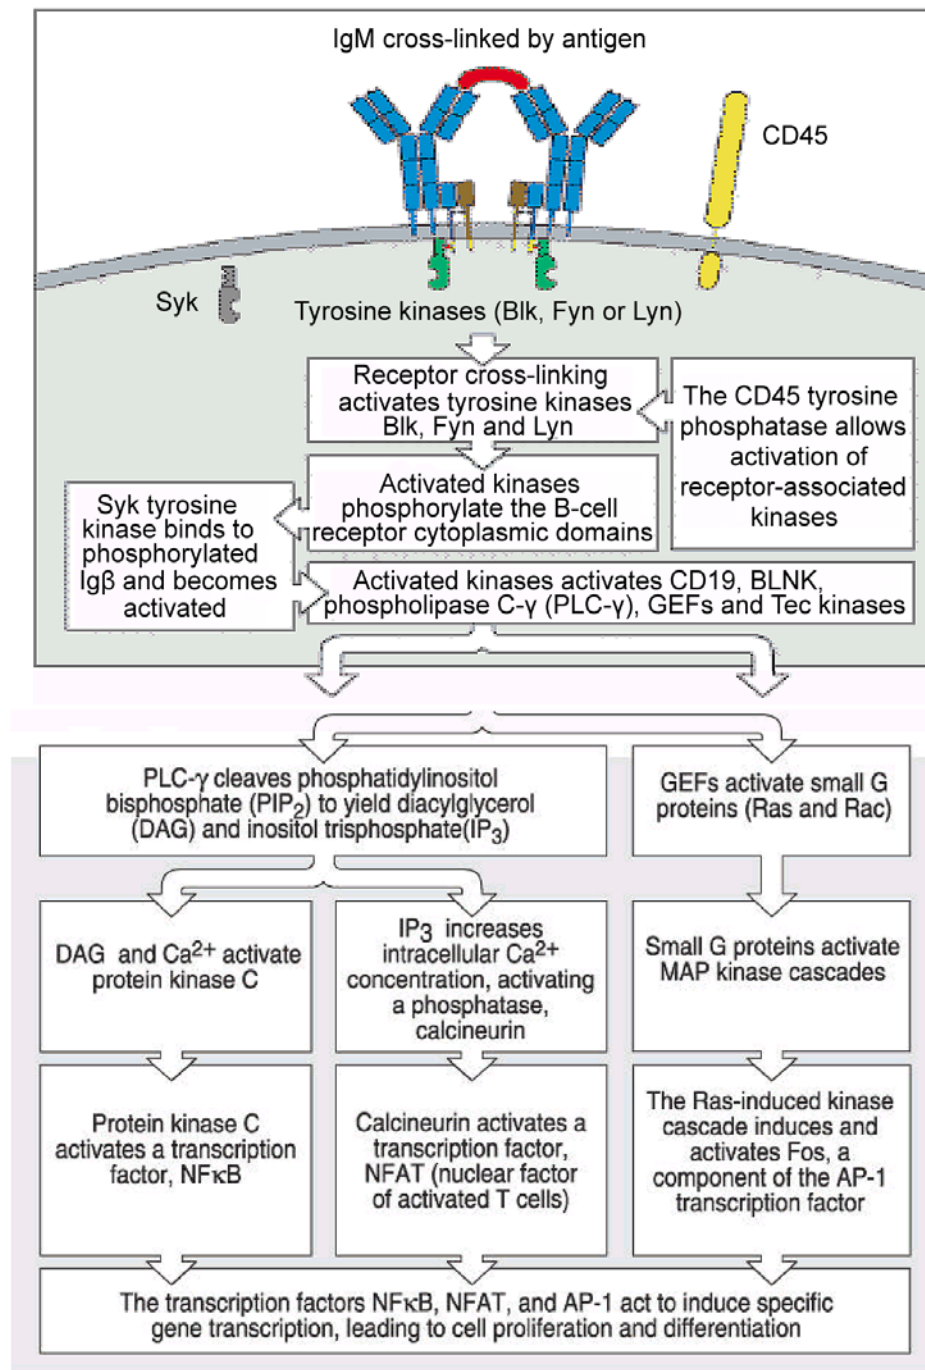 IgM cross-linked by antigen
CD45
Syk
Tyrosine kinases (Blk, Fyn or Lyn)
Receptor cross-linking
activates tyrosine kinases
Blk, Fyn and Lyn
The CD45 tyrosine
phosphatase allows
activation of
receptor-associated
kinases
Activated kinases
phosphorylate the B-cell
receptor cytoplasmic domains
Syk tyrosine
kinase binds to
phosphorylated
Igβ and becomes
activated
Activated kinases activates CD19, BLNK,
phospholipase C-γ (PLC-γ), GEFs and Tec kinases
PLC-γ cleaves phosphatidylinositol
bisphosphate (PIP₂) to yield diacylglycerol
(DAG) and inositol trisphosphate(IP₃)
GEFs activate small G
proteins (Ras and Rac)
DAG and Ca²⁺ activate
protein kinase C
IP₃ increases
intracellular Ca²⁺
concentration, activating
a phosphatase,
calcineurin
Small G proteins activate
MAP kinase cascades
Protein kinase C
activates a transcription
factor, NFκB
Calcineurin activates a
transcription factor,
NFAT (nuclear factor
of activated T cells)
The Ras-induced kinase
cascade induces and
activates Fos, a
component of the AP-1
transcription factor
The transcription factors NFκB, NFAT, and AP-1 act to induce specific
gene transcription, leading to cell proliferation and differentiation